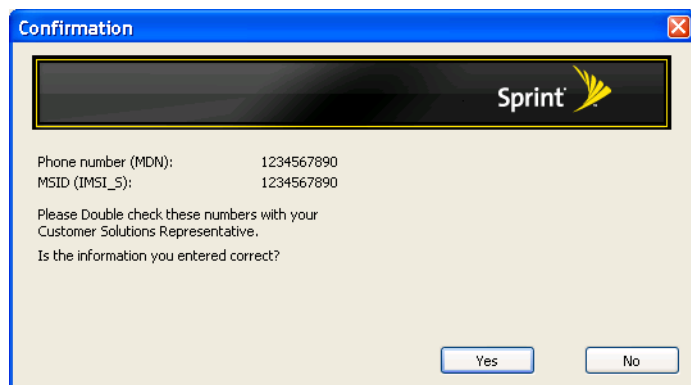 Confirmation
Sprint
Phone number (MDN): 1234567890
MSID (IMSI_S): 1234567890
Please Double check these numbers with your
Customer Solutions Representative.
Is the information you entered correct?
Yes No